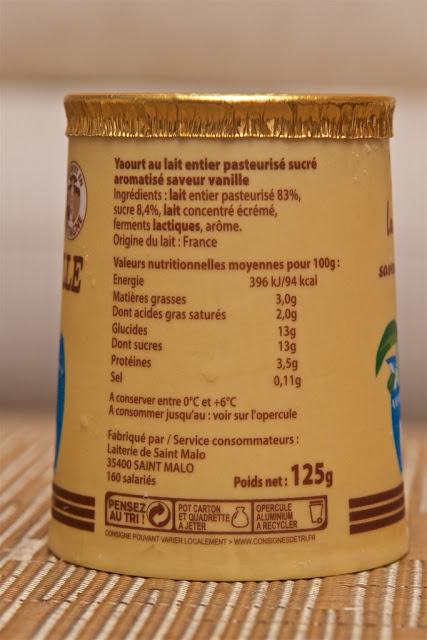 Yaourt au lait entier pasteurisé sucré
aromatisé saveur vanille
Ingrédients : lait entier pasteurisé 83%,
sucre 8,4%, lait concentré écrémé,
ferments lactiques, arôme.
Origine du lait : France
Valeurs nutritionnelles moyennes pour 100g :
Energie 396 kJ/94 kcal
Matières grasses 3,0g
Dont acides gras saturés 2,0g
Glucides 13g
Dont sucres 13g
Protéines 3,5g
Sel 0,11g
A conserver entre 0°C et +6°C
A consommer jusqu'au : voir sur l'opercule
Fabriqué par / Service consommateurs :
Laiterie de Saint Malo
35400 SAINT MALO
160 salariés
Poids net : 125g
PENSEZ
AU TRI !
POT CARTON
ET QUADRETTE
A JETER
OPERCULE
ALUMINIUM
A RECYCLER
CONSIGNE POUVANT VARIER LOCALEMENT > WWW.CONSIGNESDETRI.FR
LE